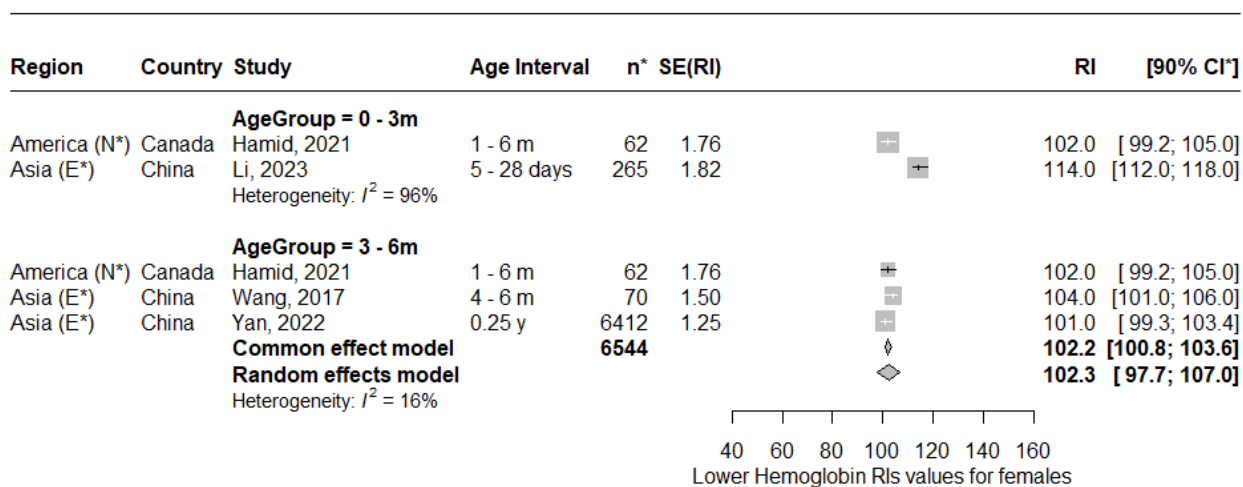 Region Country Study Age Interval n* SE(RI) RI [90% CI*]
AgeGroup = 0 - 3m
America (N*) Canada Hamid, 2021 1 - 6 m 62 1.76 102.0 [ 99.2; 105.0]
Asia (E*) China Li, 2023 5 - 28 days 265 1.82 114.0 [112.0; 118.0]
Heterogeneity: I² = 96%
AgeGroup = 3 - 6m
America (N*) Canada Hamid, 2021 1 - 6 m 62 1.76 102.0 [ 99.2; 105.0]
Asia (E*) China Wang, 2017 4 - 6 m 70 1.50 104.0 [101.0; 106.0]
Asia (E*) China Yan, 2022 0.25 y 6412 1.25 101.0 [ 99.3; 103.4]
Common effect model 6544 102.2 [100.8; 103.6]
Random effects model 102.3 [ 97.7; 107.0]
Heterogeneity: I² = 16%
40 60 80 100 120 140 160
Lower Hemoglobin RIs values for females